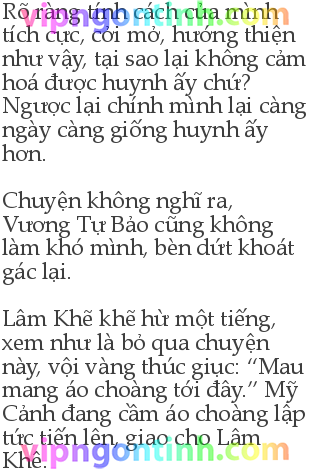 Rõ ràng tính cách của mình
tích cực, cởi mở, hướng thiện
như vậy, tại sao lại không cảm
hoá được huynh ấy chứ?
Ngược lại chính mình lại càng
ngày càng giống huynh ấy
hơn.

Chuyện không nghĩ ra,
Vương Tự Bảo cũng không
làm khó mình, bèn dứt khoát
gác lại.

Lâm Khê khẽ hừ một tiếng,
xem như là bỏ qua chuyện
này, vội vàng thúc giục: “Mau
mang áo choàng tới đây.” Mỹ
Cảnh đang cầm áo choàng lập
tức tiến lên, giao cho Lâm
Khê.
vipngontinh.com
vipngontinh.com
vipngontinh.com